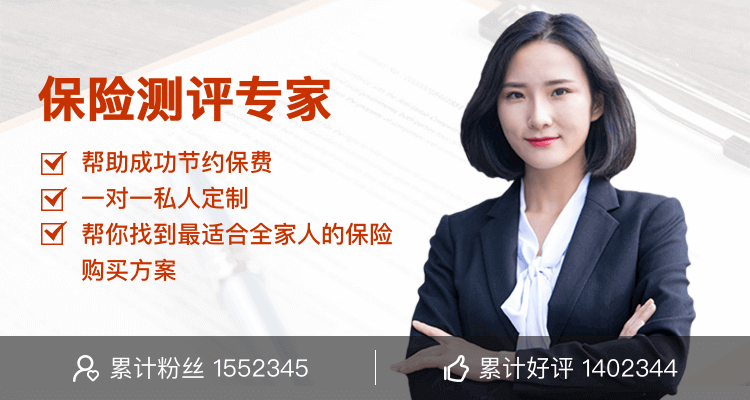 保险测评专家
帮助成功节约保费
一对一私人定制
帮你找到最适合全家人的保险
购买方案
累计粉丝 1552345
累计好评 1402344